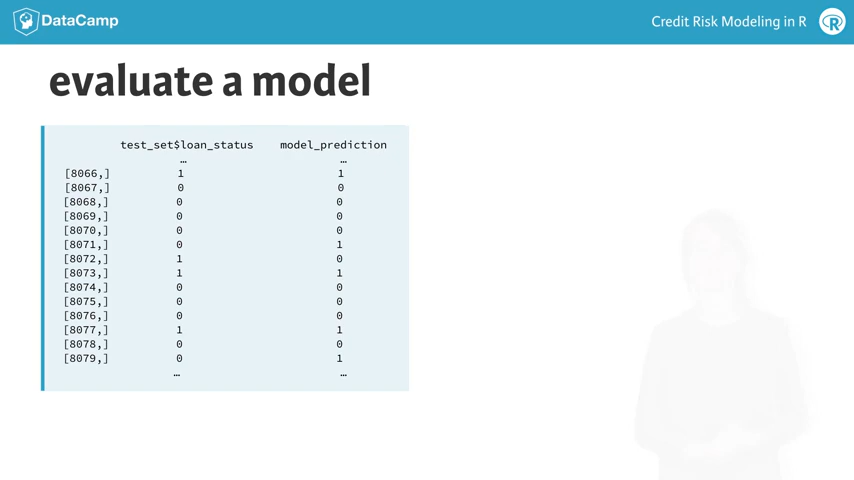 DataCamp
Credit Risk Modeling in R
R
evaluate a model
test_set$loan_status model_prediction
… …
[8066,] 1 1
[8067,] 0 0
[8068,] 0 0
[8069,] 0 0
[8070,] 0 0
[8071,] 0 1
[8072,] 1 0
[8073,] 1 1
[8074,] 0 0
[8075,] 0 0
[8076,] 0 0
[8077,] 1 1
[8078,] 0 0
[8079,] 0 1
… …